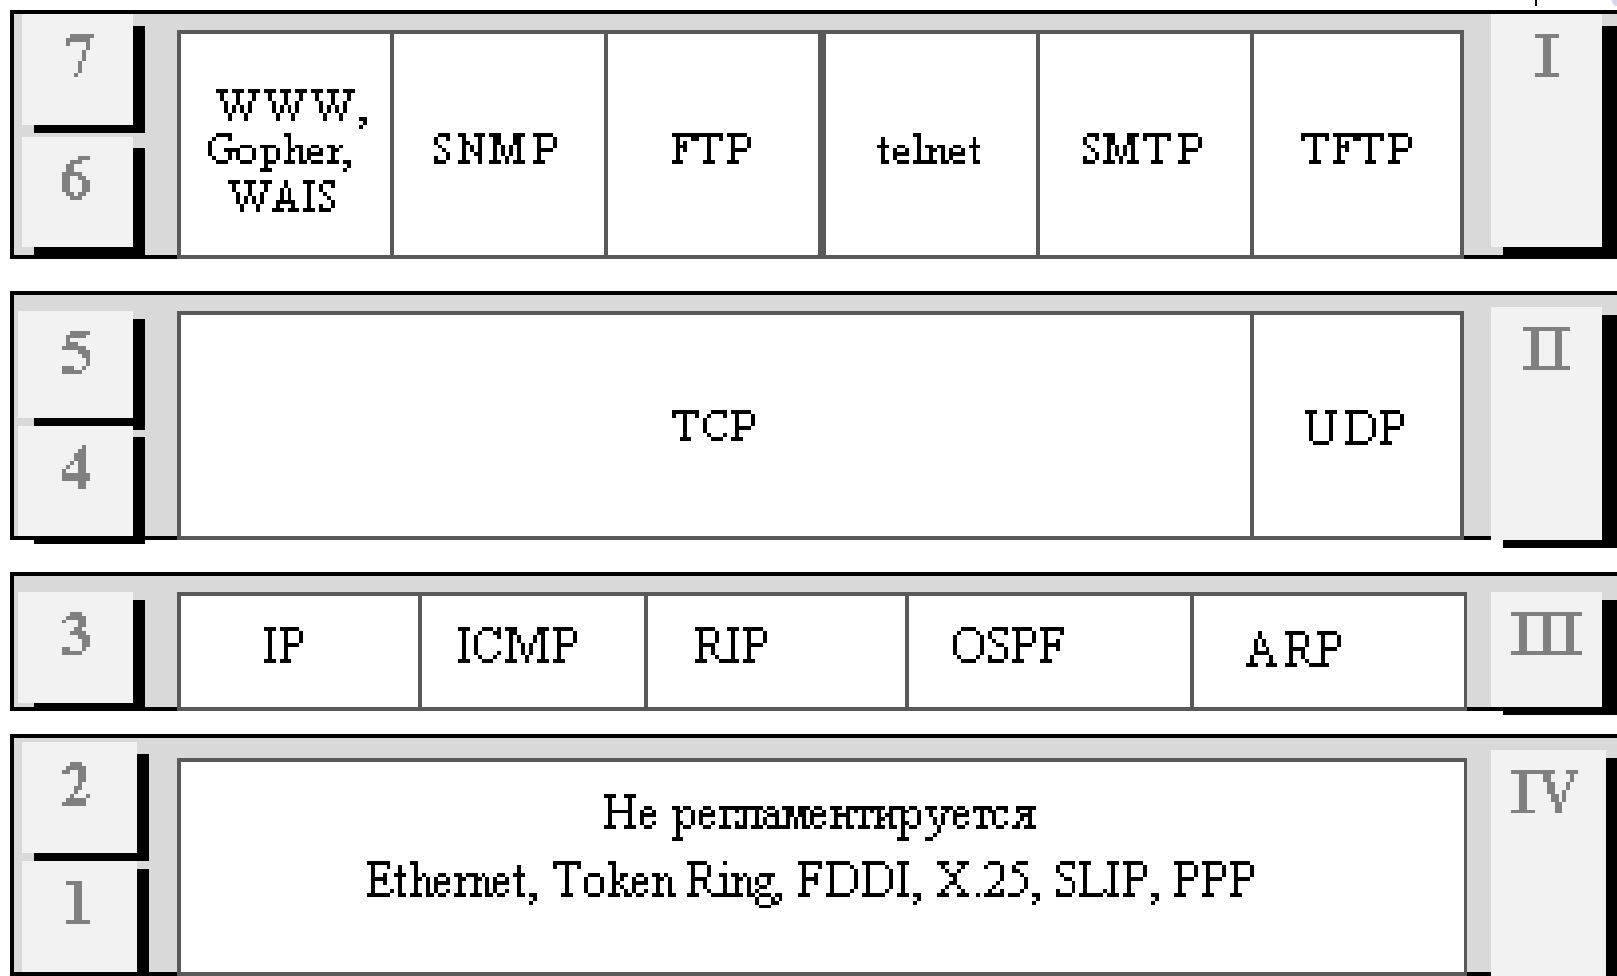 7
I
WWW,
Gopher,
WAIS
SNMP
FTP
telnet
SMTP
TFTP
6
5
II
TCP
UDP
4
3
IP
ICMP
RIP
OSPF
ARP
III
2
IV
Не регламентируется
Ethernet, Token Ring, FDDI, X.25, SLIP, PPP
1